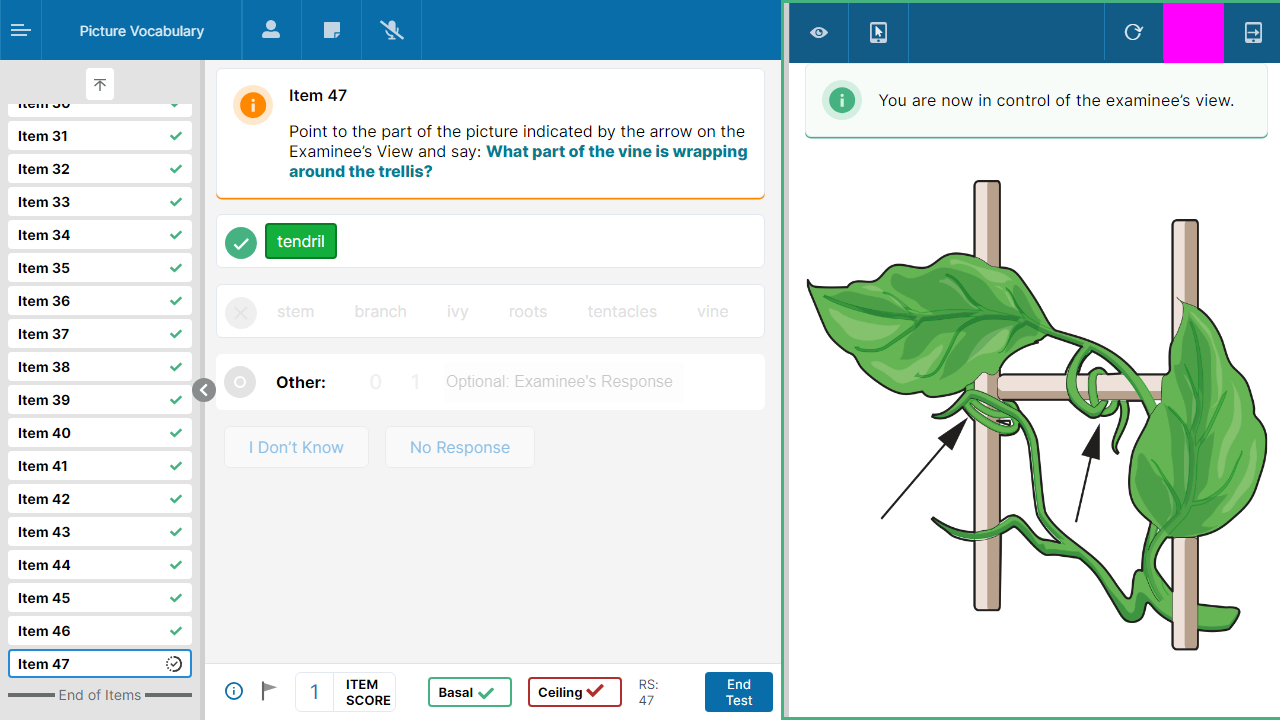 Picture Vocabulary
Item 30
Item 31
Item 32
Item 33
Item 34
Item 35
Item 36
Item 37
Item 38
Item 39
Item 40
Item 41
Item 42
Item 43
Item 44
Item 45
Item 46
Item 47
End of Items
Item 47
Point to the part of the picture indicated by the arrow on the
Examinee’s View and say: What part of the vine is wrapping
around the trellis?
tendril
stem branch ivy roots tentacles vine
Other: 0 1 Optional: Examinee's Response
I Don’t Know No Response
1 ITEM
SCORE
Basal
Ceiling
RS:
47
End
Test
You are now in control of the examinee’s view.